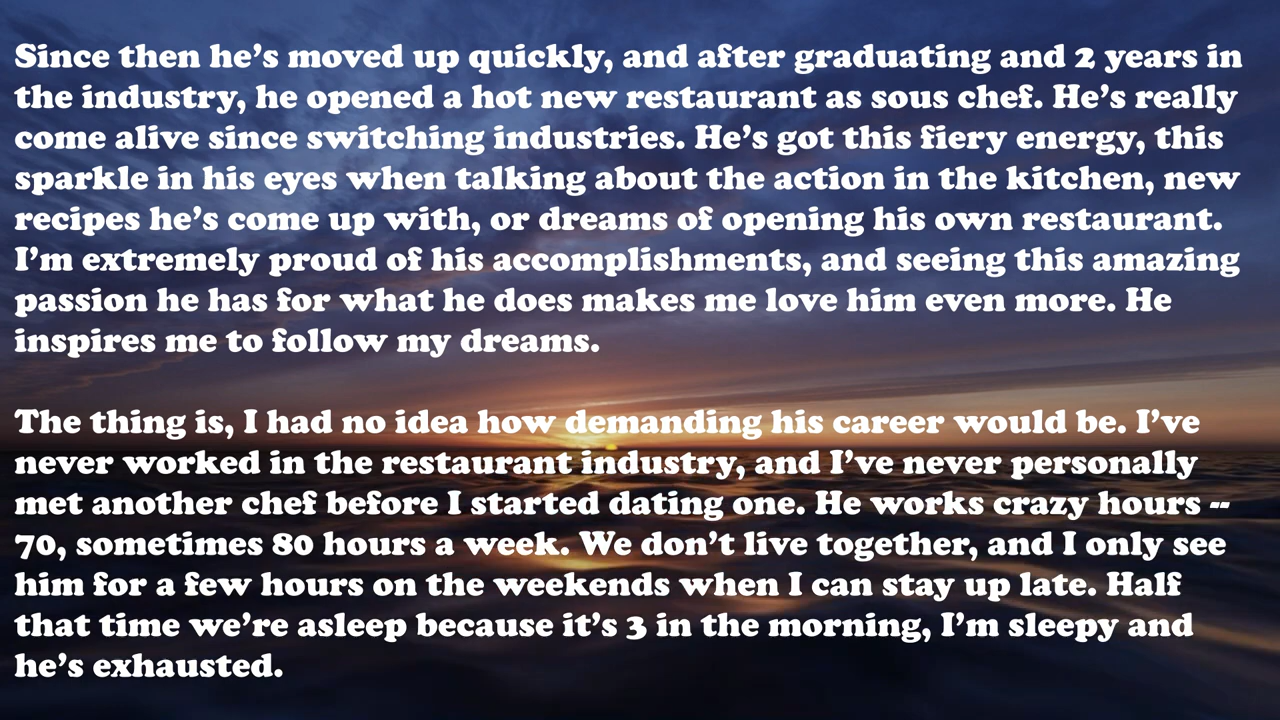 Since then he’s moved up quickly, and after graduating and 2 years in
the industry, he opened a hot new restaurant as sous chef. He’s really
come alive since switching industries. He’s got this fiery energy, this
sparkle in his eyes when talking about the action in the kitchen, new
recipes he’s come up with, or dreams of opening his own restaurant.
I’m extremely proud of his accomplishments, and seeing this amazing
passion he has for what he does makes me love him even more. He
inspires me to follow my dreams.

The thing is, I had no idea how demanding his career would be. I’ve
never worked in the restaurant industry, and I’ve never personally
met another chef before I started dating one. He works crazy hours --
70, sometimes 80 hours a week. We don’t live together, and I only see
him for a few hours on the weekends when I can stay up late. Half
that time we’re asleep because it’s 3 in the morning, I’m sleepy and
he’s exhausted.